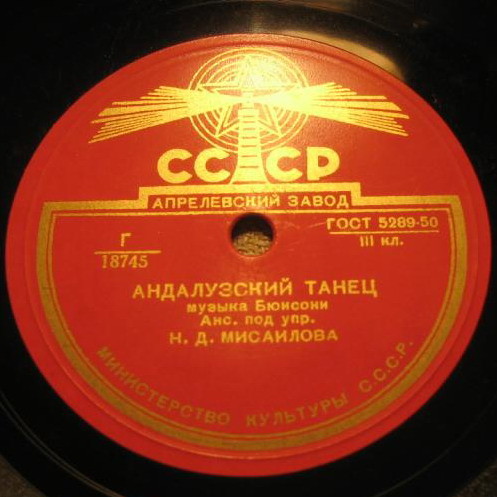 СССР
АПРЕЛЕВСКИЙ ЗАВОД
ГОСТ 5289-50
III кл.
Г
18745
АНДАЛУЗСКИЙ ТАНЕЦ
музыка Бюнсони
Анс. под упр.
Н. Д. МИСАИЛОВА
МИНИСТЕРСТВО КУЛЬТУРЫ С.С.С.Р.